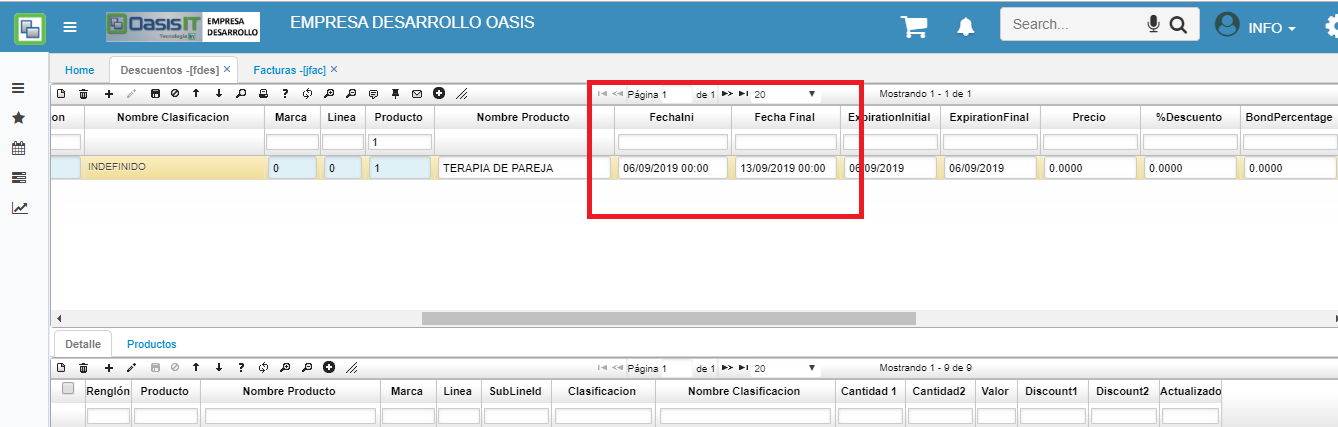 OasisIT EMPRESA
Tecnología DESARROLLO
EMPRESA DESARROLLO OASIS
Search...
INFO
Home Descuentos -[fdes] × Facturas -[jfac] ×
Página 1 de 1 20 Mostrando 1 - 1 de 1
on Nombre Clasificacion Marca Linea Producto Nombre Producto FechaIni Fecha Final ExpirationInitial ExpirationFinal Precio %Descuento BondPercentage
1
INDEFINIDO 0 0 1 TERAPIA DE PAREJA 06/09/2019 00:00 13/09/2019 00:00 06/09/2019 06/09/2019 0.0000 0.0000 0.0000
Detalle Productos
Página 1 de 1 20 Mostrando 1 - 9 de 9
Renglón Producto Nombre Producto Marca Linea SubLineId Clasificacion Nombre Clasificacion Cantidad 1 Cantidad2 Valor Discount1 Discount2 Actualizado